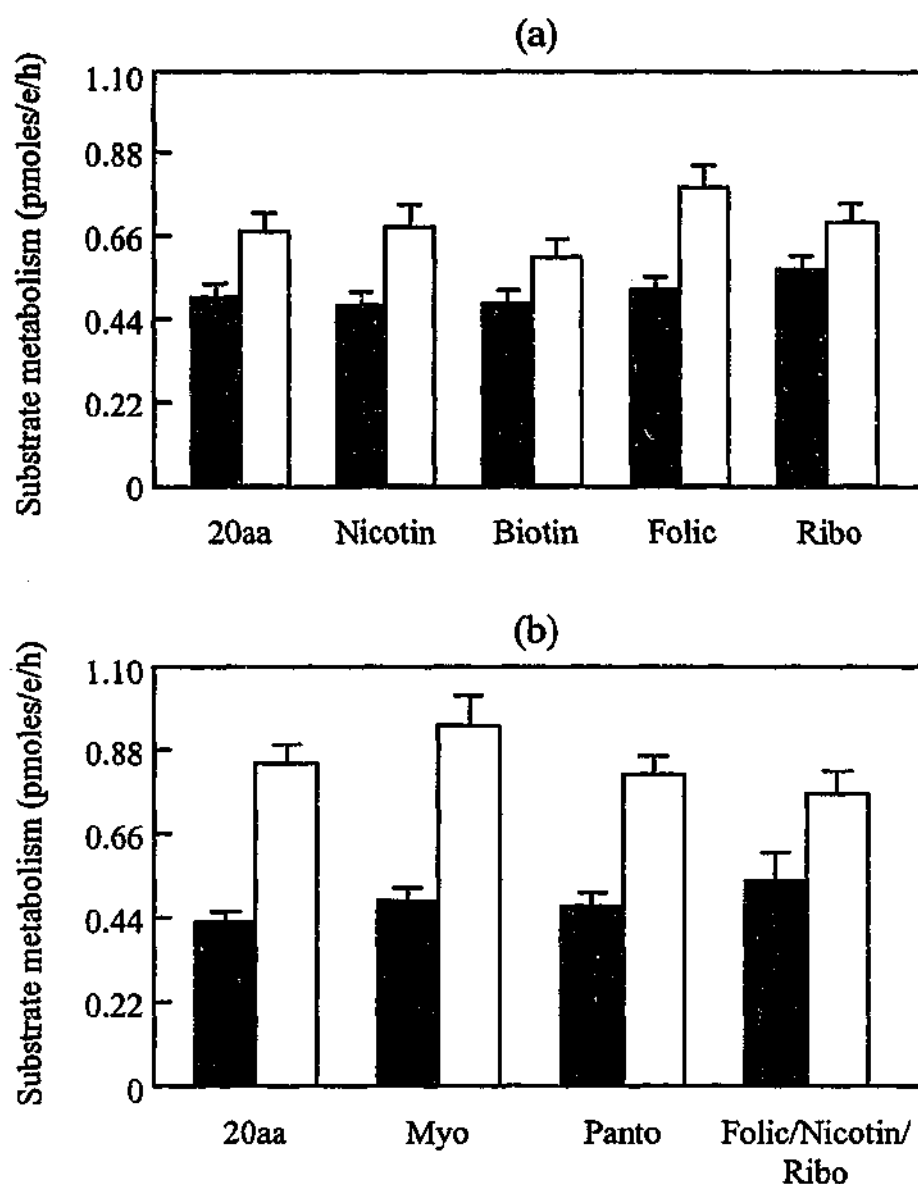 (a)
Substrate metabolism (pmoles/e/h)
1.10
0.88
0.66
0.44
0.22
0
20aa Nicotin Biotin Folic Ribo
(b)
Substrate metabolism (pmoles/e/h)
1.10
0.88
0.66
0.44
0.22
0
20aa Myo Panto Folic/Nicotin/
Ribo